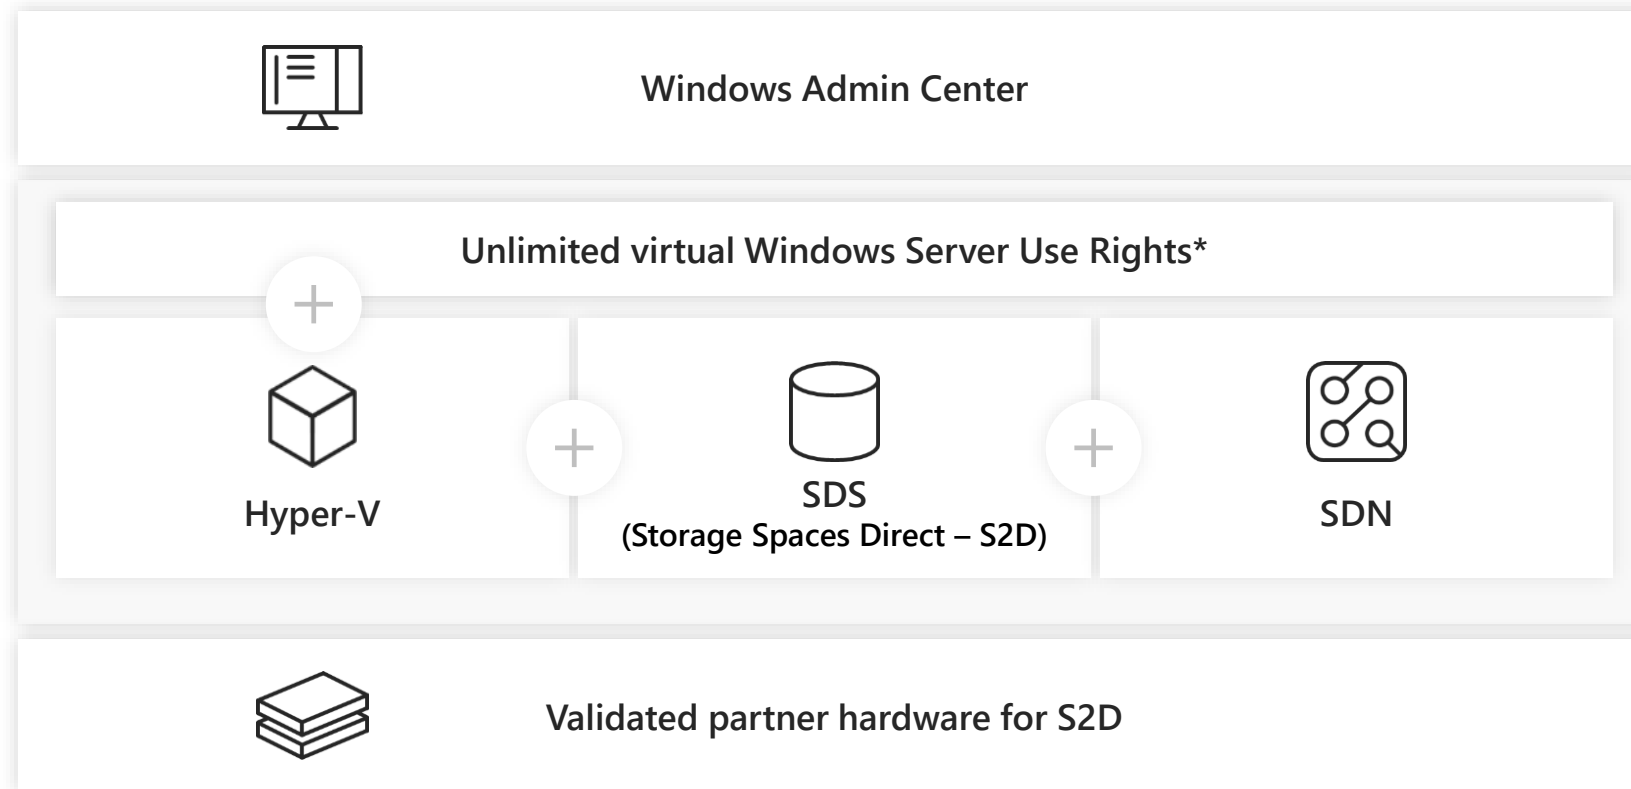 Windows Admin Center
Unlimited virtual Windows Server Use Rights*
Hyper-V
SDS
(Storage Spaces Direct – S2D)
SDN
Validated partner hardware for S2D